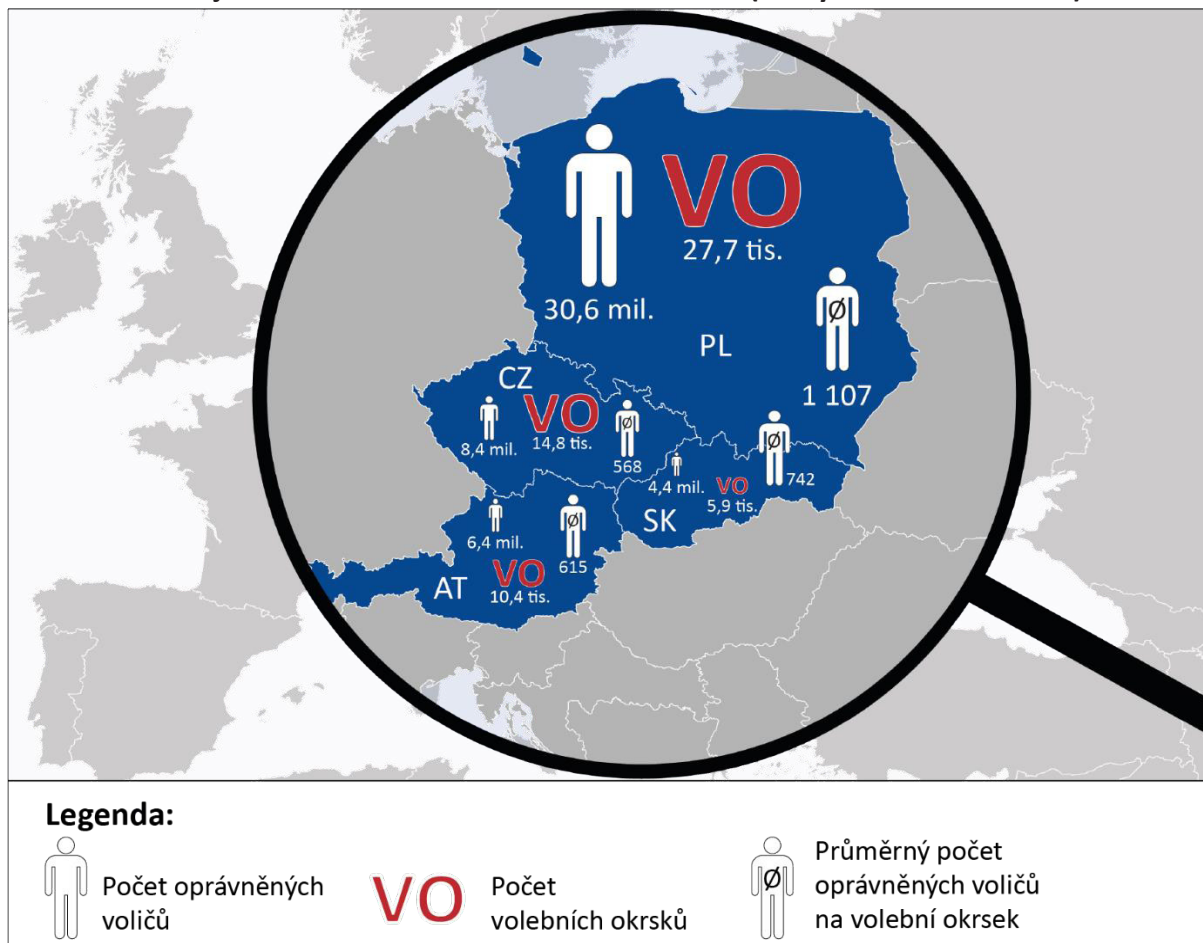 VO
27,7 tis.
30,6 mil.
PL
1 107
CZ
VO
8,4 mil.
14,8 tis.
Ø
568
Ø
742
4,4 mil.
VO
5,9 tis.
SK
6,4 mil.
Ø
615
VO
10,4 tis.
AT
Ø
Legenda:
Počet oprávněných
voličů
VO
Počet
volebních okrsků
Ø
Průměrný počet
oprávněných voličů
na volební okrsek